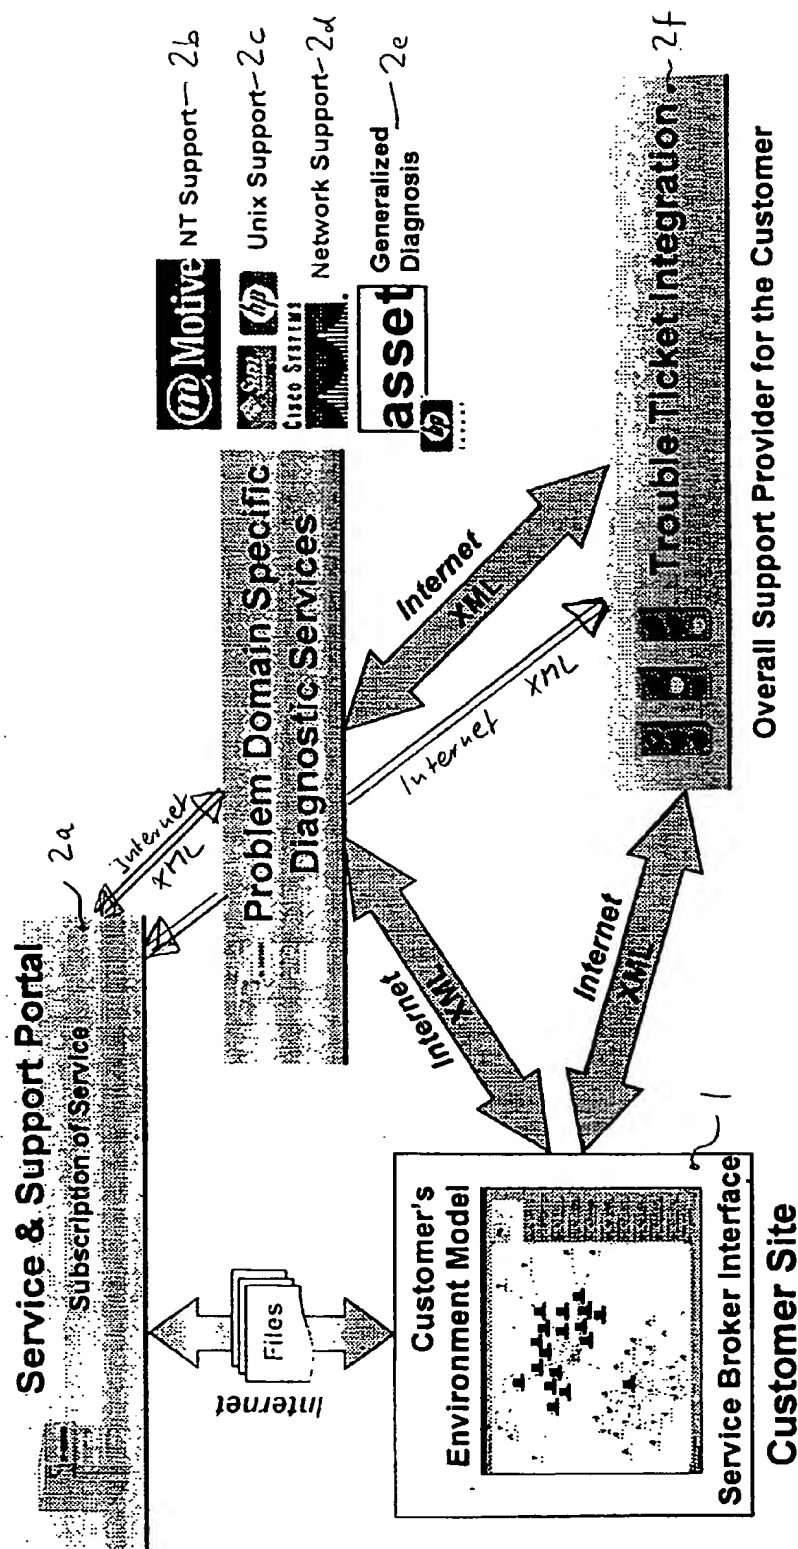 Service & Support Portal
Subscription of Service
2a
Internet
XML
Problem Domain Specific
Diagnostic Services
@ Motive NT Support — 2b
Sun hp Unix Support — 2c
Cisco Systems Network Support — 2d
asset Generalized
Diagnosis — 2e
hp
Internet
Files
Customer's
Environment Model
Service Broker Interface
1
Customer Site
Internet
XML
Internet
XML
Internet
XML
Internet
XML
Trouble Ticket Integration 2f
Overall Support Provider for the Customer